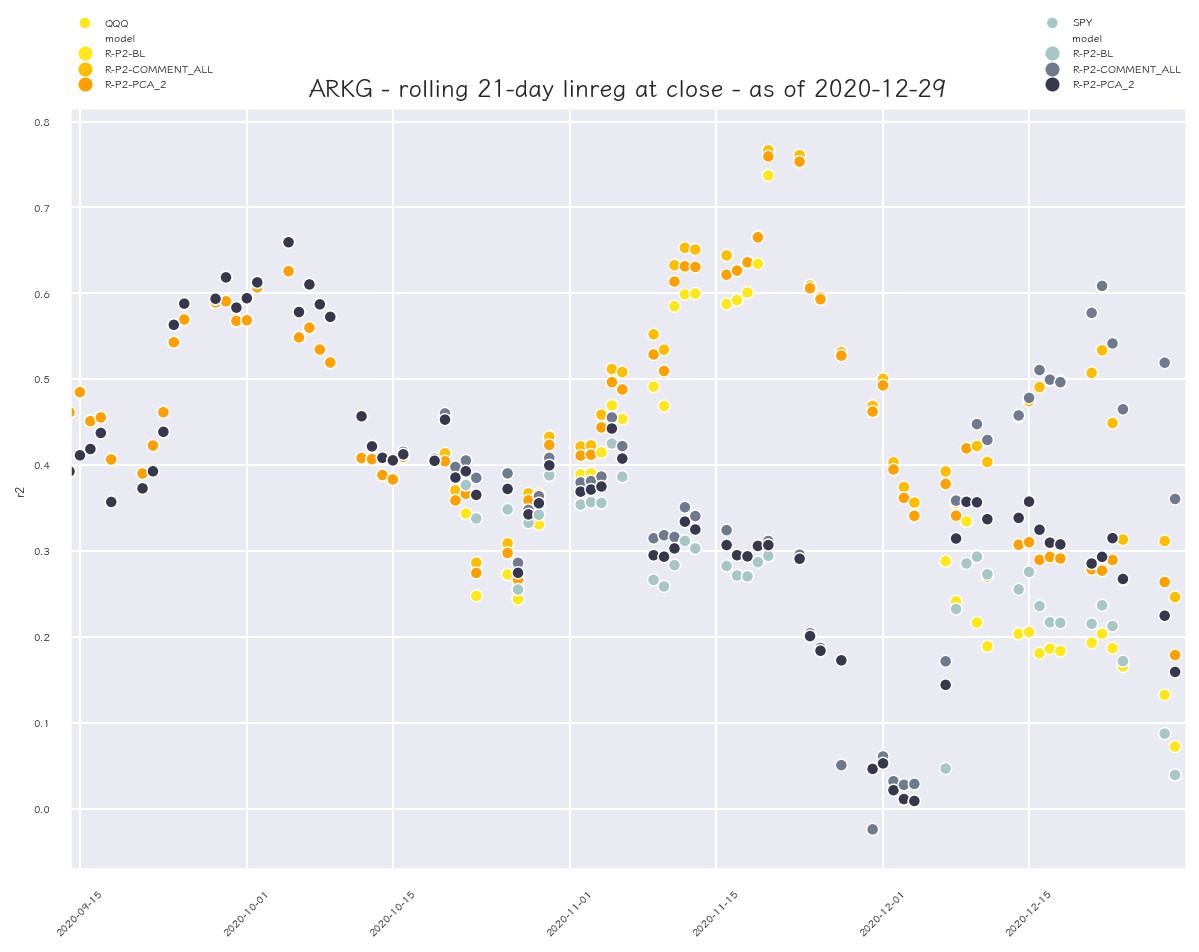 QQQ
model
R-P2-BL
R-P2-COMMENT_ALL
R-P2-PCA_2
SPY
model
R-P2-BL
R-P2-COMMENT_ALL
R-P2-PCA_2
ARKG - rolling 21-day linreg at close - as of 2020-12-29
r2
0.8
0.7
0.6
0.5
0.4
0.3
0.2
0.1
0.0
2020-09-15
2020-10-01
2020-10-15
2020-11-01
2020-11-15
2020-12-01
2020-12-15